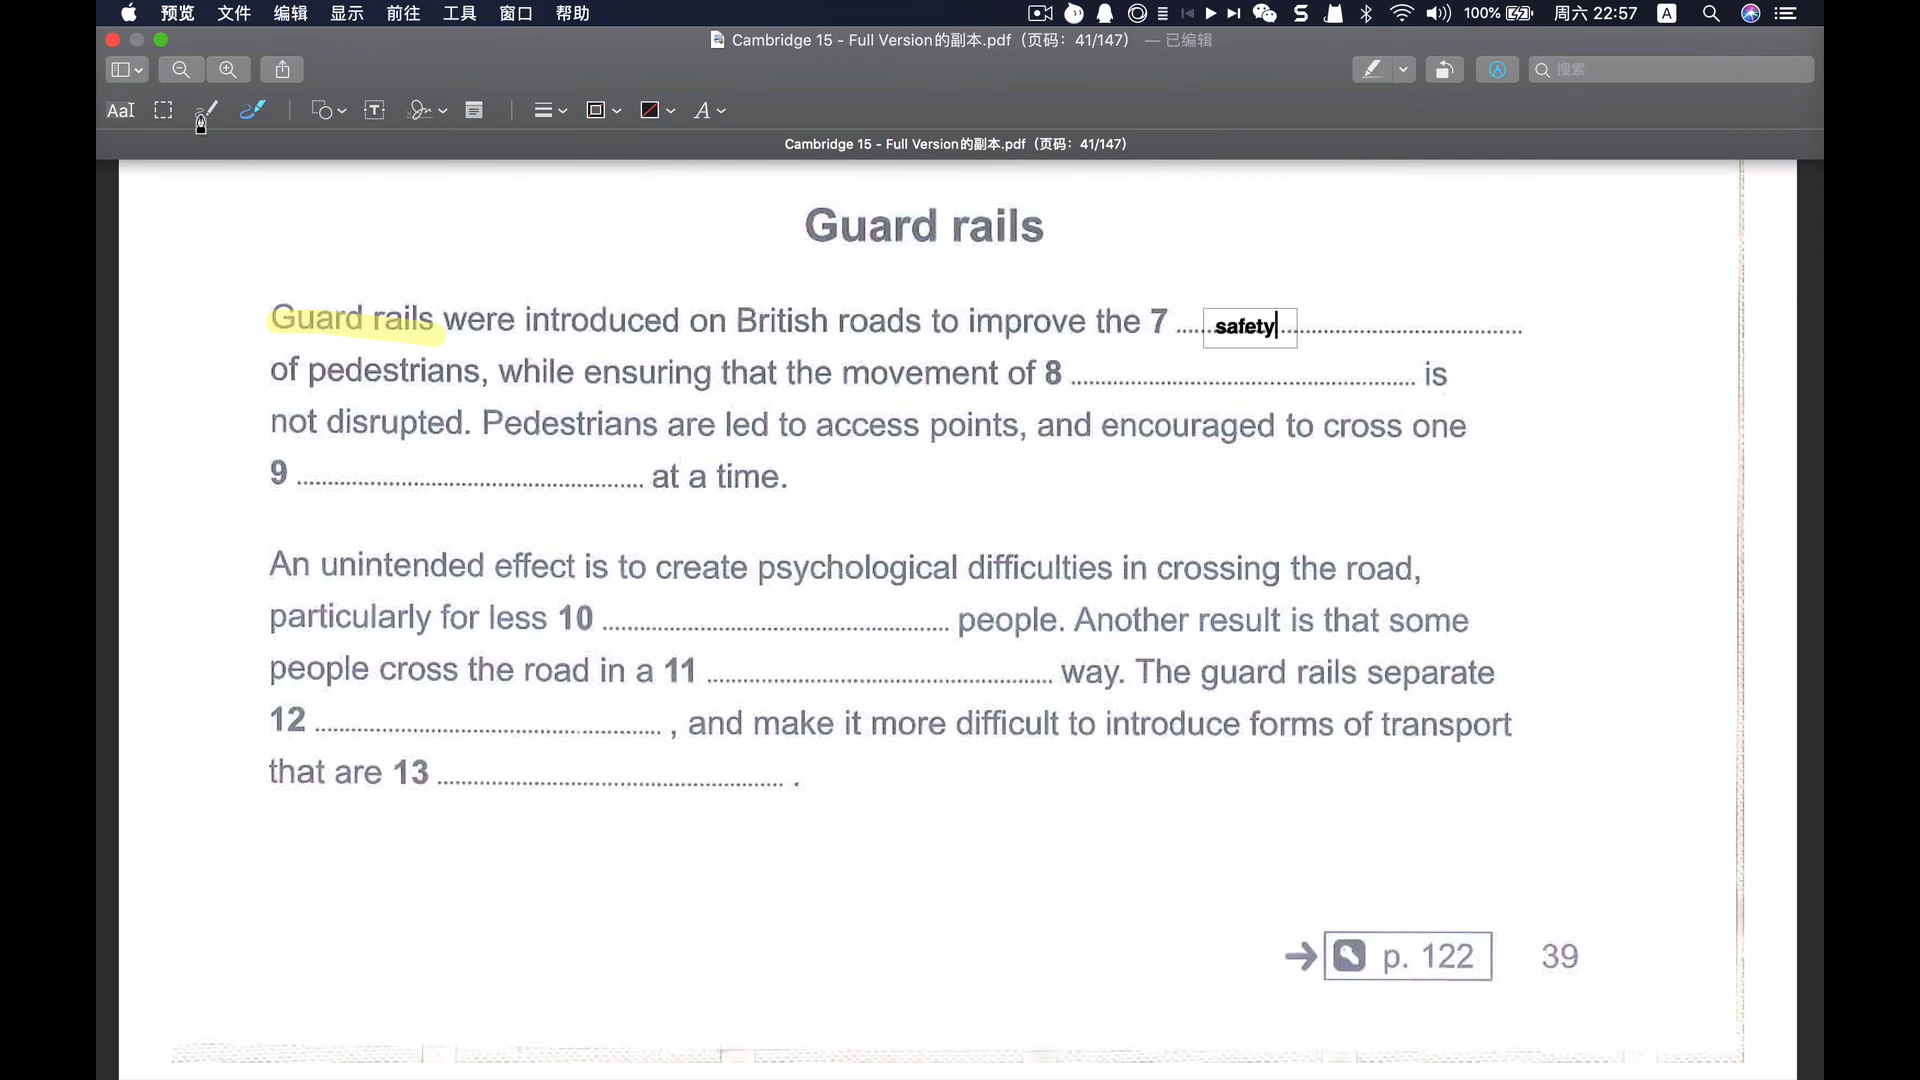 预览 文件 编辑 显示 前往 工具 窗口 帮助 100% 周六 22:57 A
Cambridge 15 - Full Version的副本.pdf（页码：41/147） — 已编辑
搜索
AaI T A
Cambridge 15 - Full Version的副本.pdf（页码：41/147）
Guard rails
Guard rails were introduced on British roads to improve the 7 ..... safety ........................................
of pedestrians, while ensuring that the movement of 8 ........................................ is
not disrupted. Pedestrians are led to access points, and encouraged to cross one
9 ........................................ at a time.
An unintended effect is to create psychological difficulties in crossing the road,
particularly for less 10 ........................................ people. Another result is that some
people cross the road in a 11 ........................................ way. The guard rails separate
12 ........................................ , and make it more difficult to introduce forms of transport
that are 13 ........................................ .
p. 122 39